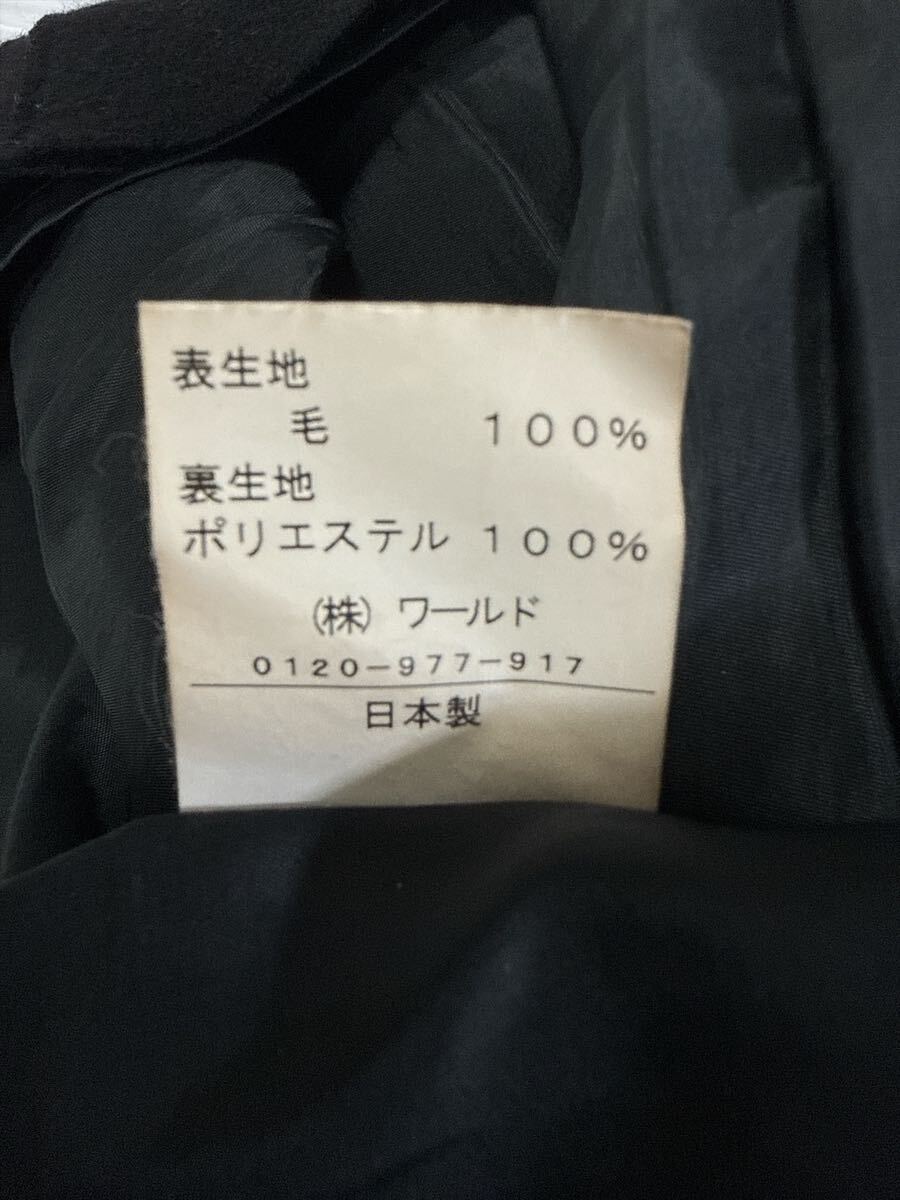 表生地
毛 100%
裏生地
ポリエステル 100%
(株) ワールド
0120-977-917
日本製